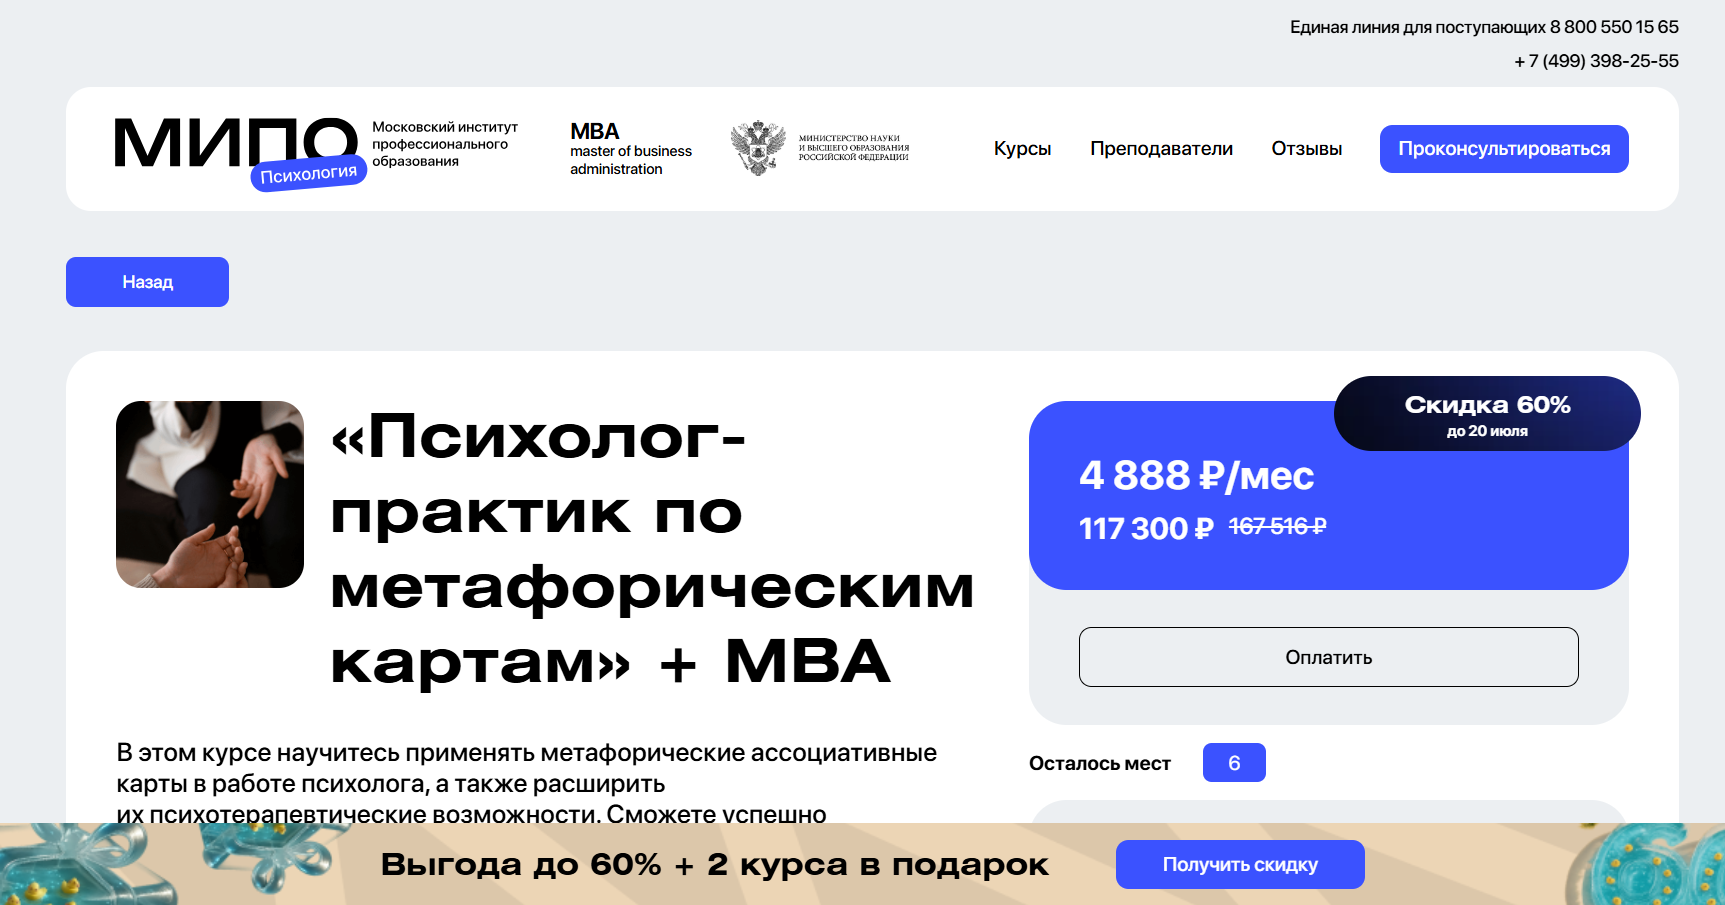 Единая линия для поступающих 8 800 550 15 65
+ 7 (499) 398-25-55
МИПО
Психология
Московский институт
профессионального
образования
MBA
master of business
administration
МИНИСТЕРСТВО НАУКИ
И ВЫСШЕГО ОБРАЗОВАНИЯ
РОССИЙСКОЙ ФЕДЕРАЦИИ
Курсы
Преподаватели
Отзывы
Проконсультироваться
Назад
«Психолог-
практик по
метафорическим
картам» + MBA
В этом курсе научитесь применять метафорические ассоциативные
карты в работе психолога, а также расширить
их психотерапевтические возможности. Сможете успешно
Скидка 60%
до 20 июля
4 888 ₽/мес
117 300 ₽ 167 516 ₽
Оплатить
Осталось мест 6
Выгода до 60% + 2 курса в подарок
Получить скидку